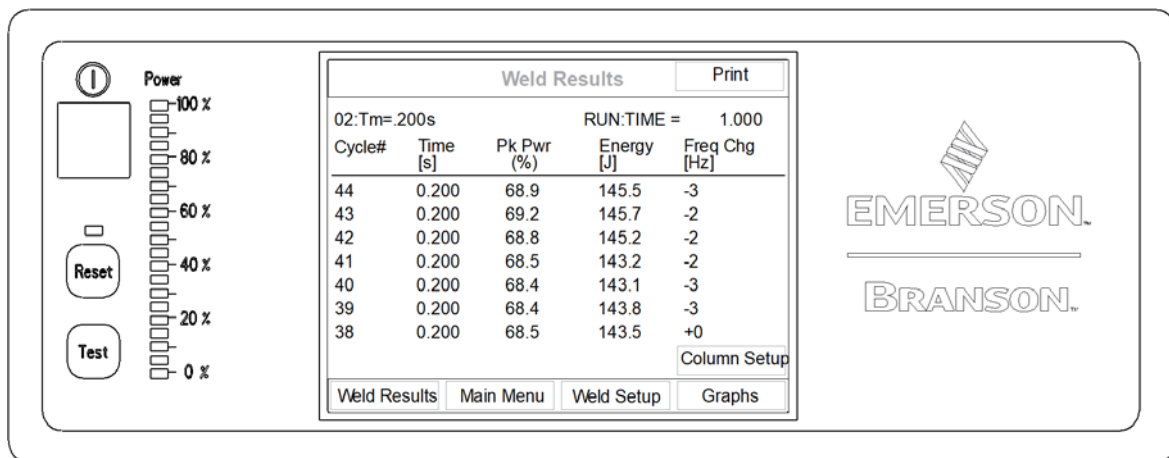 Power
100 %
80 %
60 %
40 %
20 %
0 %
Reset
Test
Weld Results Print
02:Tm=.200s RUN:TIME = 1.000
Cycle# Time Pk Pwr Energy Freq Chg
[s] (%) [J] [Hz]
44 0.200 68.9 145.5 -3
43 0.200 69.2 145.7 -2
42 0.200 68.8 145.2 -2
41 0.200 68.5 143.2 -2
40 0.200 68.4 143.1 -3
39 0.200 68.4 143.8 -3
38 0.200 68.5 143.5 +0
Column Setup
Weld Results Main Menu Weld Setup Graphs
EMERSON™
BRANSON™